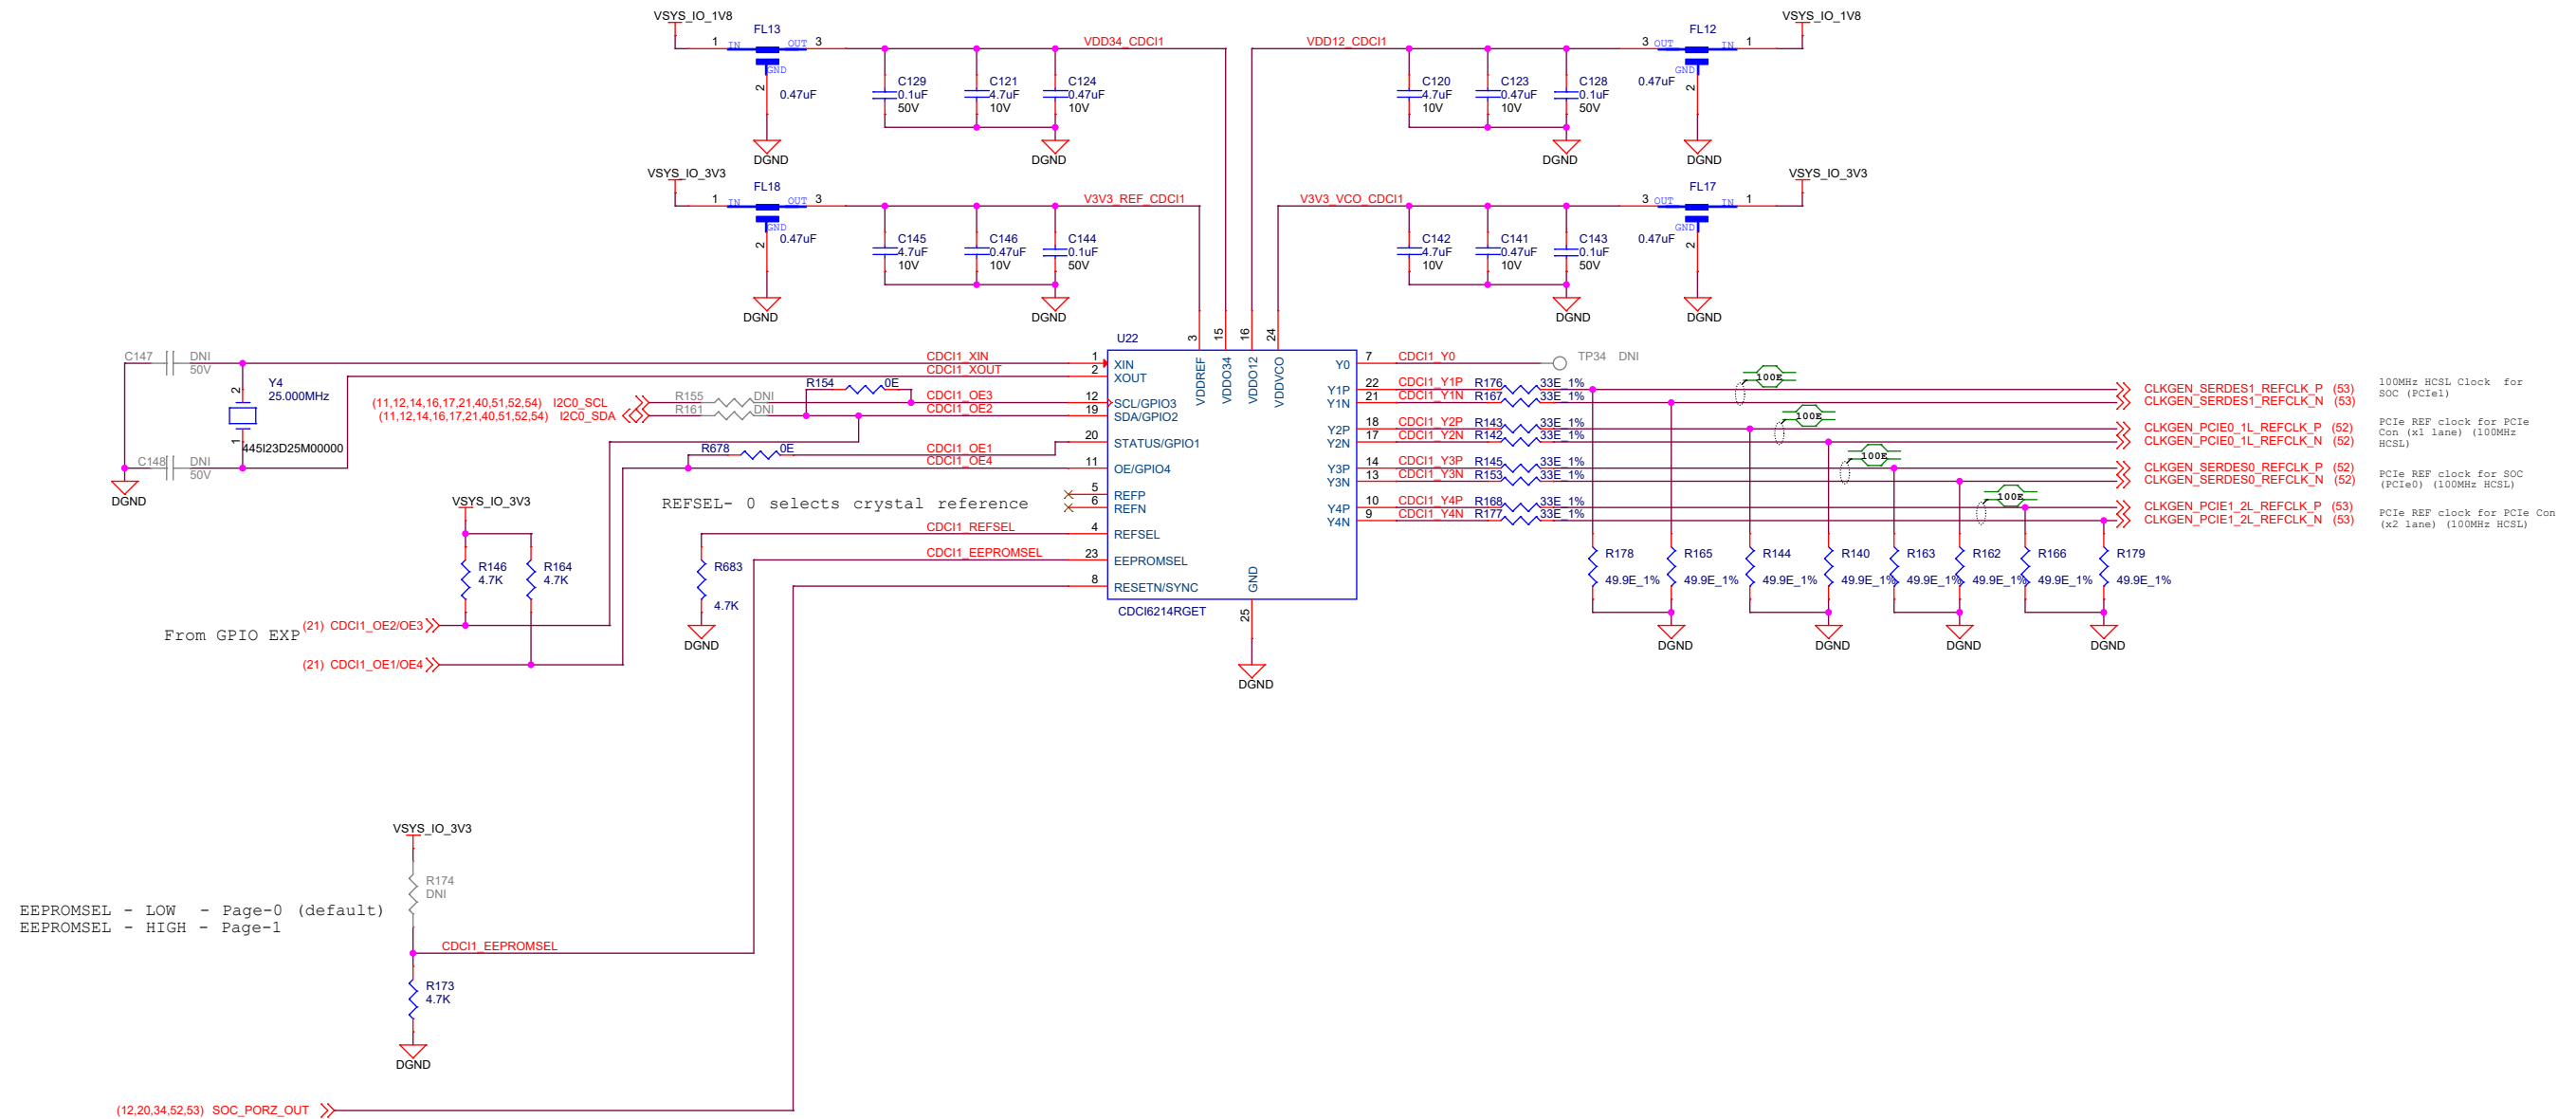 VSYS_IO_1V8
FL13
1 IN OUT 3
GND
2
0.47uF
DGND
VDD34_CDCI1
C129
0.1uF
50V
C121
4.7uF
10V
C124
0.47uF
10V
DGND
VDD12_CDCI1
C120
4.7uF
10V
C123
0.47uF
10V
C128
0.1uF
50V
DGND
VSYS_IO_1V8
FL12
3 OUT IN 1
GND
2
0.47uF
DGND
VSYS_IO_3V3
FL18
1 IN OUT 3
GND
2
0.47uF
DGND
V3V3_REF_CDCI1
C145
4.7uF
10V
C146
0.47uF
10V
C144
0.1uF
50V
DGND
V3V3_VCO_CDCI1
C142
4.7uF
10V
C141
0.47uF
10V
C143
0.1uF
50V
DGND
VSYS_IO_3V3
FL17
3 OUT IN 1
GND
2
0.47uF
DGND
C147 DNI
50V
2
Y4
25.000MHz
1
445I23D25M00000
C148 DNI
50V
DGND
CDCI1_XIN
CDCI1_XOUT
R154 0E
(11,12,14,16,17,21,40,51,52,54) I2C0_SCL R155 DNI CDCI1_OE3
(11,12,14,16,17,21,40,51,52,54) I2C0_SDA R161 DNI CDCI1_OE2
R678 0E CDCI1_OE1
CDCI1_OE4
REFSEL- 0 selects crystal reference
CDCI1_REFSEL
CDCI1_EEPROMSEL
R683
4.7K
DGND
VSYS_IO_3V3
R146
4.7K
R164
4.7K
From GPIO EXP
(21) CDCI1_OE2/OE3
(21) CDCI1_OE1/OE4
U22
3 15 16 24
VDDREF VDDO34 VDDO12 VDDVCO
1 XIN
2 XOUT
12 SCL/GPIO3
19 SDA/GPIO2
20 STATUS/GPIO1
11 OE/GPIO4
5 REFP
6 REFN
4 REFSEL
23 EEPROMSEL
8 RESETN/SYNC
GND
25
CDCI6214RGET
DGND
Y0 7 CDCI1_Y0 TP34 DNI
Y1P 22 CDCI1_Y1P R176 33E_1% 100E CLKGEN_SERDES1_REFCLK_P (53)
Y1N 21 CDCI1_Y1N R167 33E_1% CLKGEN_SERDES1_REFCLK_N (53)
100MHz HCSL Clock for
SOC (PCIe1)
Y2P 18 CDCI1_Y2P R143 33E_1% 100E CLKGEN_PCIE0_1L_REFCLK_P (52)
Y2N 17 CDCI1_Y2N R142 33E_1% CLKGEN_PCIE0_1L_REFCLK_N (52)
PCIe REF clock for PCIe
Con (x1 lane) (100MHz
HCSL)
Y3P 14 CDCI1_Y3P R145 33E_1% 100E CLKGEN_SERDES0_REFCLK_P (52)
Y3N 13 CDCI1_Y3N R153 33E_1% CLKGEN_SERDES0_REFCLK_N (52)
PCIe REF clock for SOC
(PCIe0) (100MHz HCSL)
Y4P 10 CDCI1_Y4P R168 33E_1% 100E CLKGEN_PCIE1_2L_REFCLK_P (53)
Y4N 9 CDCI1_Y4N R177 33E_1% CLKGEN_PCIE1_2L_REFCLK_N (53)
PCIe REF clock for PCIe Con
(x2 lane) (100MHz HCSL)
R178 R165 R144 R140 R163 R162 R166 R179
49.9E_1% 49.9E_1% 49.9E_1% 49.9E_1% 49.9E_1% 49.9E_1% 49.9E_1% 49.9E_1%
DGND DGND DGND DGND
VSYS_IO_3V3
R174
DNI
EEPROMSEL - LOW - Page-0 (default)
EEPROMSEL - HIGH - Page-1
CDCI1_EEPROMSEL
R173
4.7K
DGND
(12,20,34,52,53) SOC_PORZ_OUT